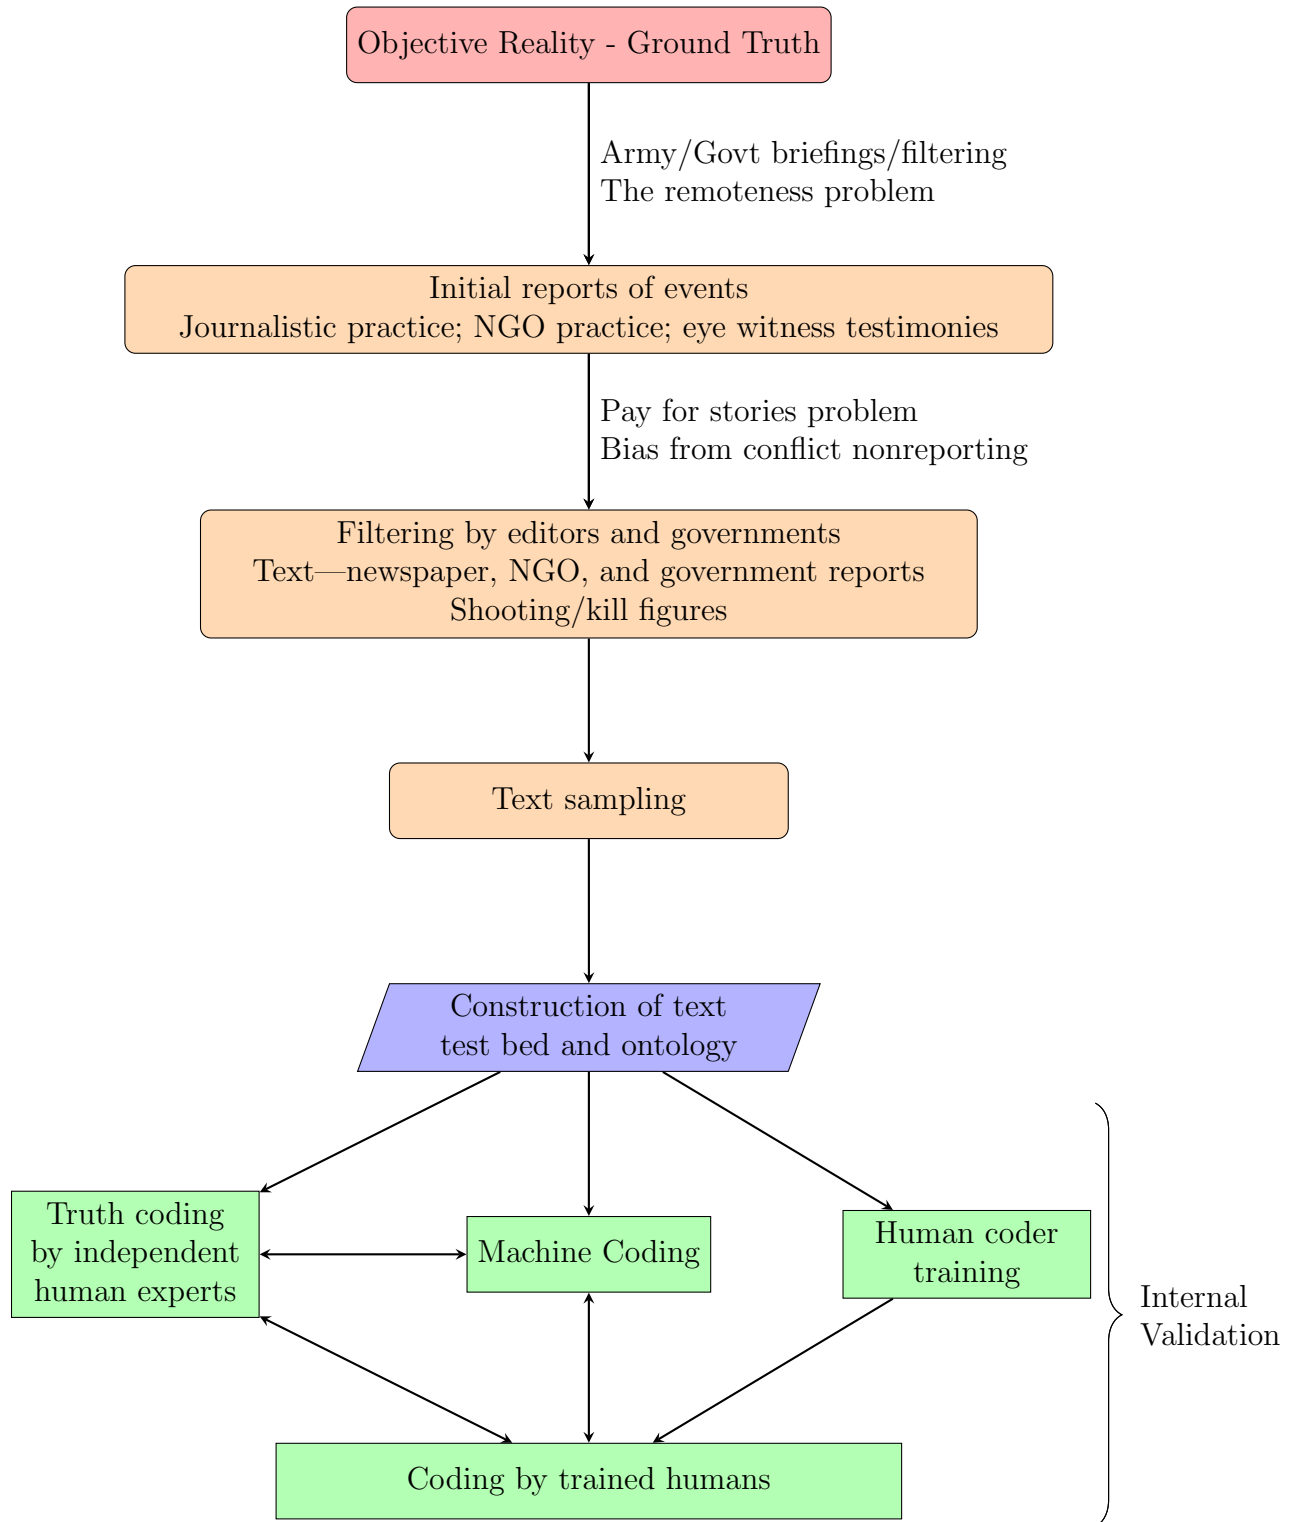 Objective Reality - Ground Truth
Army/Govt briefings/filtering
The remoteness problem
Initial reports of events
Journalistic practice; NGO practice; eye witness testimonies
Pay for stories problem
Bias from conflict nonreporting
Filtering by editors and governments
Text—newspaper, NGO, and government reports
Shooting/kill figures
Text sampling
Construction of text
test bed and ontology
Truth coding
by independent
human experts
Machine Coding
Human coder
training
Internal
Validation
Coding by trained humans